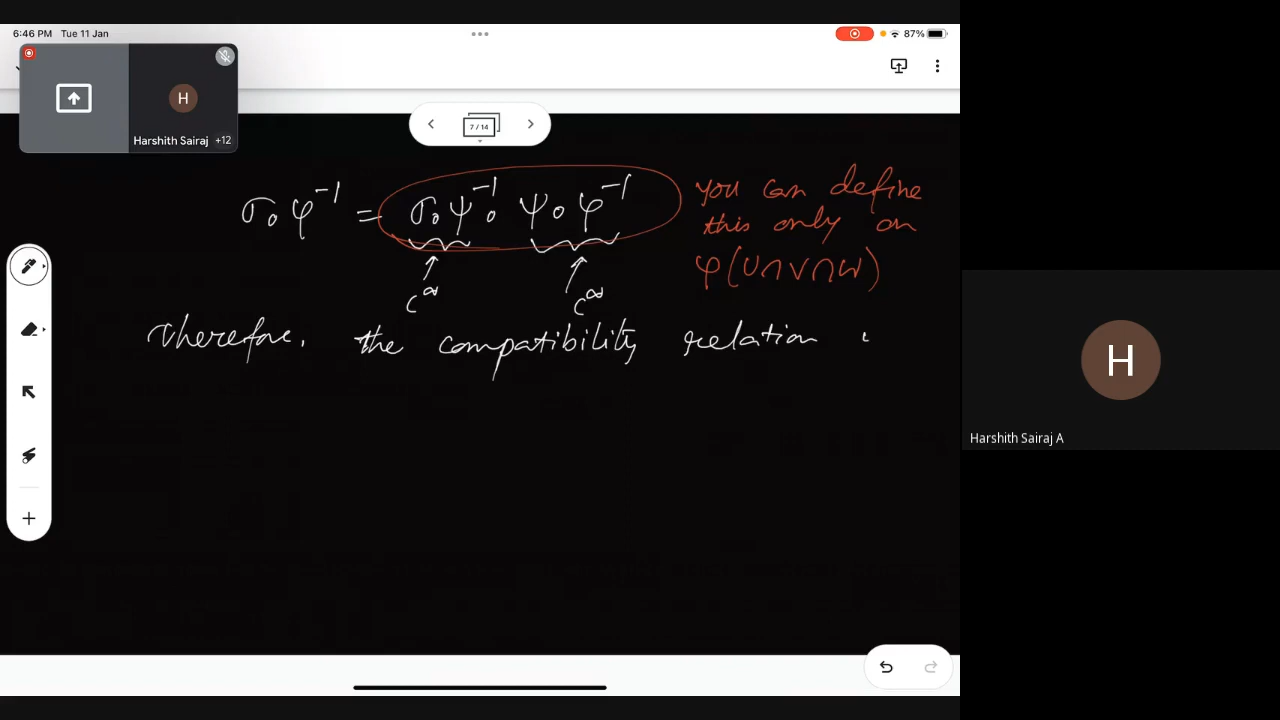 6:46 PM Tue 11 Jan
87%
H
Harshith Sairaj +12
7 / 14
σ∘φ⁻¹ = σ∘ψ⁻¹∘ ψ∘φ⁻¹
you can define
this only on
φ(U∩V∩W)
C^∞ C^∞
Therefore, the compatibility relation
H
Harshith Sairaj A